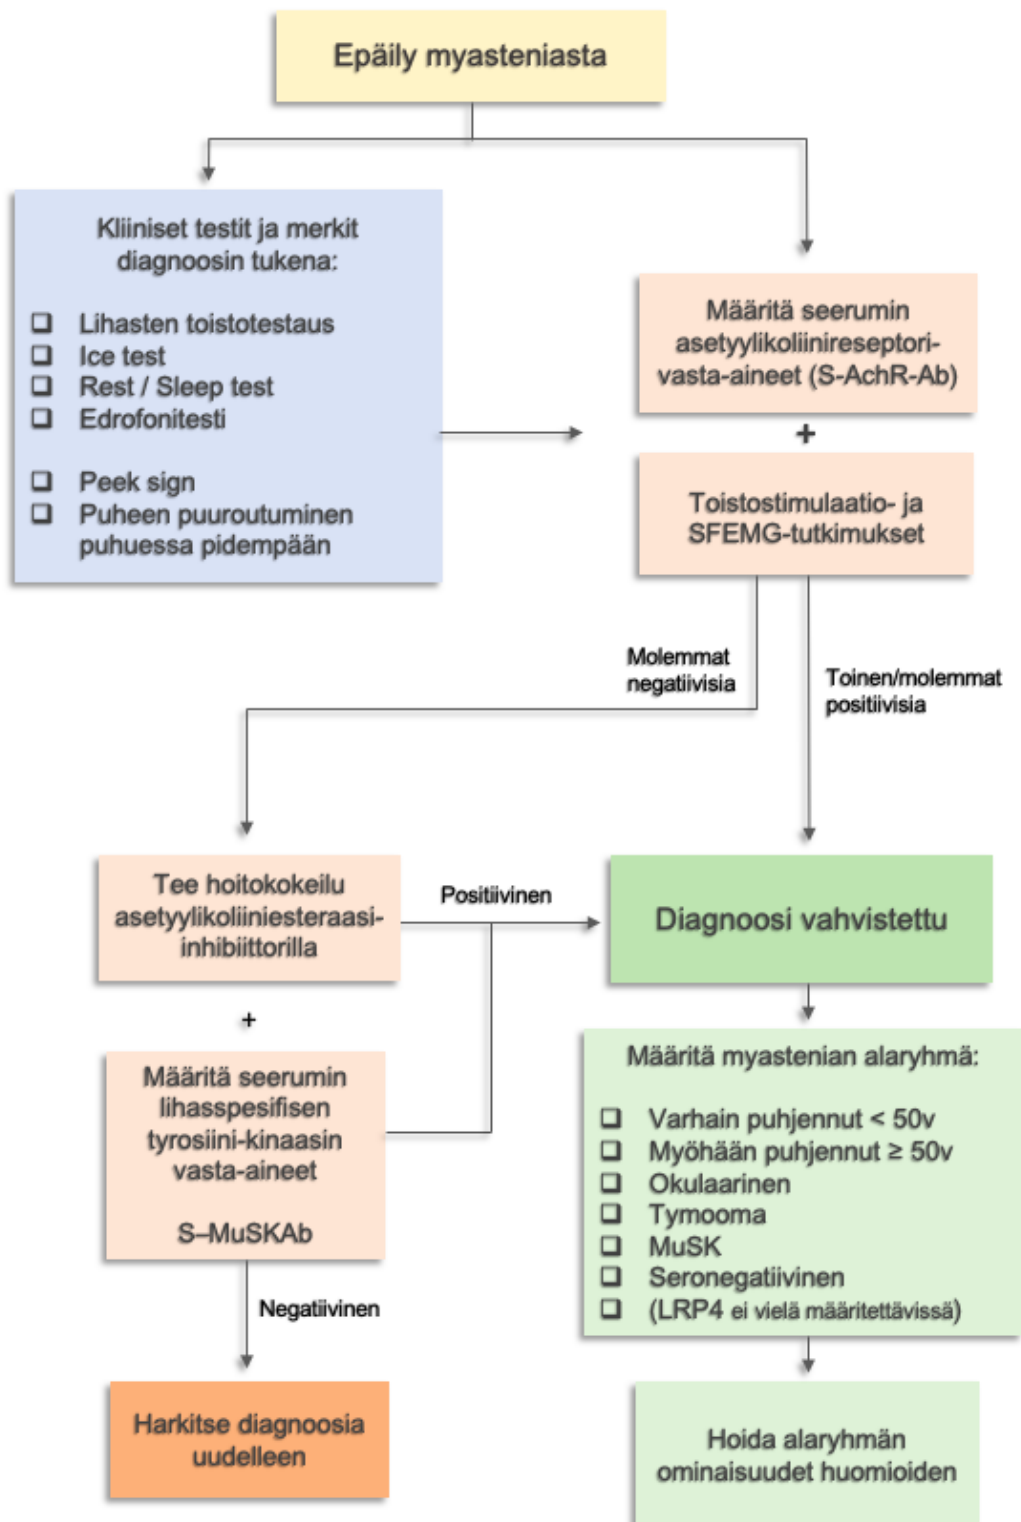 Epäily myasteniasta
Kliiniset testit ja merkit
diagnoosin tukena:
❑ Lihasten toistotestaus
❑ Ice test
❑ Rest / Sleep test
❑ Edrofonitesti
❑ Peek sign
❑ Puheen puuroutuminen
puhuessa pidempään
Määritä seerumin
asetyylikoliinireseptori-
vasta-aineet (S-AchR-Ab)
+
Toistostimulaatio- ja
SFEMG-tutkimukset
Molemmat
negatiivisia
Toinen/molemmat
positiivisia
Tee hoitokokeilu
asetyylikoliiniesteraasi-
inhibiittorilla
Positiivinen
Diagnoosi vahvistettu
+
Määritä seerumin
lihasspesifisen
tyrosiini-kinaasin
vasta-aineet
S–MuSKAb
Negatiivinen
Harkitse diagnoosia
uudelleen
Määritä myastenian alaryhmä:
❑ Varhain puhjennut < 50v
❑ Myöhään puhjennut ≥ 50v
❑ Okulaarinen
❑ Tymooma
❑ MuSK
❑ Seronegatiivinen
❑ (LRP4 ei vielä määritettävissä)
Hoida alaryhmän
ominaisuudet huomioiden